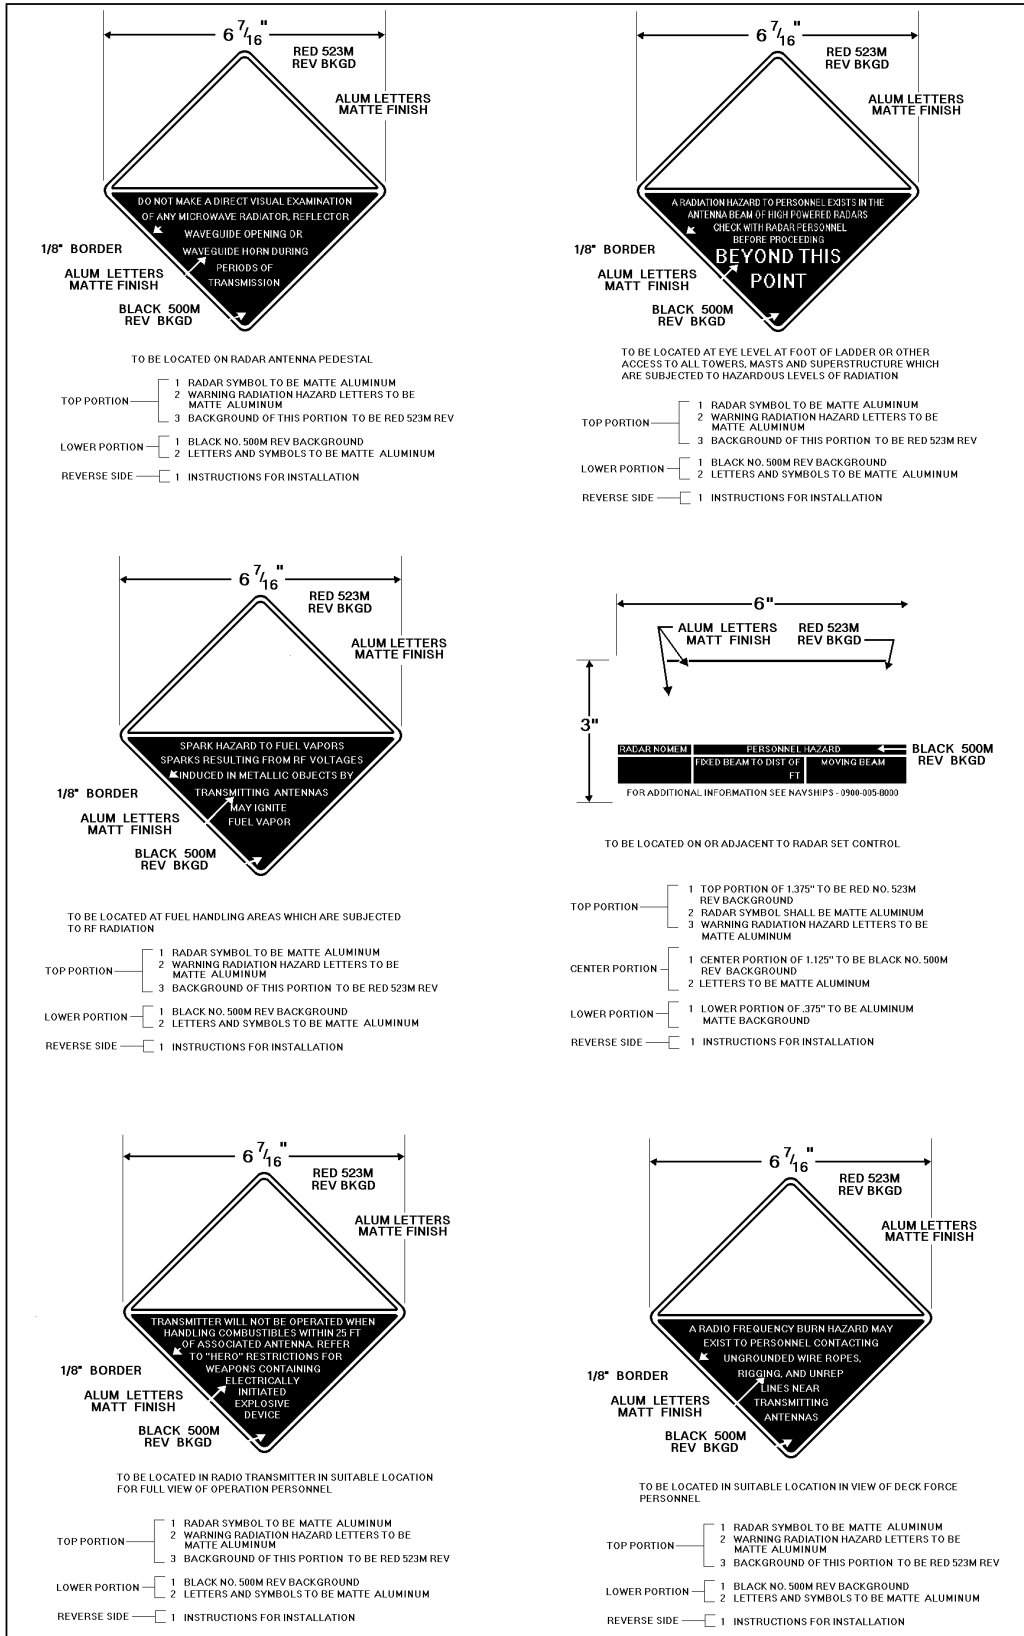 6 7/16"
RED 523M
REV BKGD
ALUM LETTERS
MATTE FINISH
DO NOT MAKE A DIRECT VISUAL EXAMINATION
OF ANY MICROWAVE RADIATOR, REFLECTOR
WAVEGUIDE OPENING OR
WAVEGUIDE HORN DURING
PERIODS OF
TRANSMISSION
1/8" BORDER
ALUM LETTERS
MATTE FINISH
BLACK 500M
REV BKGD
TO BE LOCATED ON RADAR ANTENNA PEDESTAL
TOP PORTION
1 RADAR SYMBOL TO BE MATTE ALUMINUM
2 WARNING RADIATION HAZARD LETTERS TO BE
MATTE ALUMINUM
3 BACKGROUND OF THIS PORTION TO BE RED 523M REV
LOWER PORTION
1 BLACK NO. 500M REV BACKGROUND
2 LETTERS AND SYMBOLS TO BE MATTE ALUMINUM
REVERSE SIDE
1 INSTRUCTIONS FOR INSTALLATION
6 7/16"
RED 523M
REV BKGD
ALUM LETTERS
MATTE FINISH
A RADIATION HAZARD TO PERSONNEL EXISTS IN THE
ANTENNA BEAM OF HIGH POWERED RADARS
CHECK WITH RADAR PERSONNEL
BEFORE PROCEEDING
BEYOND THIS
POINT
1/8" BORDER
ALUM LETTERS
MATT FINISH
BLACK 500M
REV BKGD
TO BE LOCATED AT EYE LEVEL AT FOOT OF LADDER OR OTHER
ACCESS TO ALL TOWERS, MASTS AND SUPERSTRUCTURE WHICH
ARE SUBJECTED TO HAZARDOUS LEVELS OF RADIATION
TOP PORTION
1 RADAR SYMBOL TO BE MATTE ALUMINUM
2 WARNING RADIATION HAZARD LETTERS TO BE
MATTE ALUMINUM
3 BACKGROUND OF THIS PORTION TO BE RED 523M REV
LOWER PORTION
1 BLACK NO. 500M REV BACKGROUND
2 LETTERS AND SYMBOLS TO BE MATTE ALUMINUM
REVERSE SIDE
1 INSTRUCTIONS FOR INSTALLATION
6 7/16"
RED 523M
REV BKGD
ALUM LETTERS
MATTE FINISH
SPARK HAZARD TO FUEL VAPORS
SPARKS RESULTING FROM RF VOLTAGES
INDUCED IN METALLIC OBJECTS BY
TRANSMITTING ANTENNAS
MAY IGNITE
FUEL VAPOR
1/8" BORDER
ALUM LETTERS
MATT FINISH
BLACK 500M
REV BKGD
TO BE LOCATED AT FUEL HANDLING AREAS WHICH ARE SUBJECTED
TO RF RADIATION
TOP PORTION
1 RADAR SYMBOL TO BE MATTE ALUMINUM
2 WARNING RADIATION HAZARD LETTERS TO BE
MATTE ALUMINUM
3 BACKGROUND OF THIS PORTION TO BE RED 523M REV
LOWER PORTION
1 BLACK NO. 500M REV BACKGROUND
2 LETTERS AND SYMBOLS TO BE MATTE ALUMINUM
REVERSE SIDE
1 INSTRUCTIONS FOR INSTALLATION
6"
ALUM LETTERS
MATT FINISH
RED 523M
REV BKGD
3"
RADAR NOMEM
PERSONNEL HAZARD
FIXED BEAM TO DIST OF
FT
MOVING BEAM
BLACK 500M
REV BKGD
FOR ADDITIONAL INFORMATION SEE NAVSHIPS - 0900-005-8000
TO BE LOCATED ON OR ADJACENT TO RADAR SET CONTROL
TOP PORTION
1 TOP PORTION OF 1.375" TO BE RED NO. 523M
REV BACKGROUND
2 RADAR SYMBOL SHALL BE MATTE ALUMINUM
3 WARNING RADIATION HAZARD LETTERS TO BE
MATTE ALUMINUM
CENTER PORTION
1 CENTER PORTION OF 1.125" TO BE BLACK NO. 500M
REV BACKGROUND
2 LETTERS TO BE MATTE ALUMINUM
LOWER PORTION
1 LOWER PORTION OF .375" TO BE ALUMINUM
MATTE BACKGROUND
REVERSE SIDE
1 INSTRUCTIONS FOR INSTALLATION
6 7/16"
RED 523M
REV BKGD
ALUM LETTERS
MATTE FINISH
TRANSMITTER WILL NOT BE OPERATED WHEN
HANDLING COMBUSTIBLES WITHIN 25 FT
OF ASSOCIATED ANTENNA. REFER
TO "HERO" RESTRICTIONS FOR
WEAPONS CONTAINING
ELECTRICALLY
INITIATED
EXPLOSIVE
DEVICE
1/8" BORDER
ALUM LETTERS
MATT FINISH
BLACK 500M
REV BKGD
TO BE LOCATED IN RADIO TRANSMITTER IN SUITABLE LOCATION
FOR FULL VIEW OF OPERATION PERSONNEL
TOP PORTION
1 RADAR SYMBOL TO BE MATTE ALUMINUM
2 WARNING RADIATION HAZARD LETTERS TO BE
MATTE ALUMINUM
3 BACKGROUND OF THIS PORTION TO BE RED 523M REV
LOWER PORTION
1 BLACK NO. 500M REV BACKGROUND
2 LETTERS AND SYMBOLS TO BE MATTE ALUMINUM
REVERSE SIDE
1 INSTRUCTIONS FOR INSTALLATION
6 7/16"
RED 523M
REV BKGD
ALUM LETTERS
MATTE FINISH
A RADIO FREQUENCY BURN HAZARD MAY
EXIST TO PERSONNEL CONTACTING
UNGROUNDED WIRE ROPES,
RIGGING, AND UNREP
LINES NEAR
TRANSMITTING
ANTENNAS
1/8" BORDER
ALUM LETTERS
MATT FINISH
BLACK 500M
REV BKGD
TO BE LOCATED IN SUITABLE LOCATION IN VIEW OF DECK FORCE
PERSONNEL
TOP PORTION
1 RADAR SYMBOL TO BE MATTE ALUMINUM
2 WARNING RADIATION HAZARD LETTERS TO BE
MATTE ALUMINUM
3 BACKGROUND OF THIS PORTION TO BE RED 523M REV
LOWER PORTION
1 BLACK NO. 500M REV BACKGROUND
2 LETTERS AND SYMBOLS TO BE MATTE ALUMINUM
REVERSE SIDE
1 INSTRUCTIONS FOR INSTALLATION